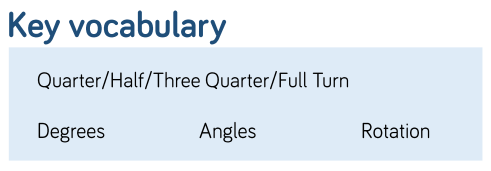 Key vocabulary
Quarter/Half/Three Quarter/Full Turn
Degrees Angles Rotation